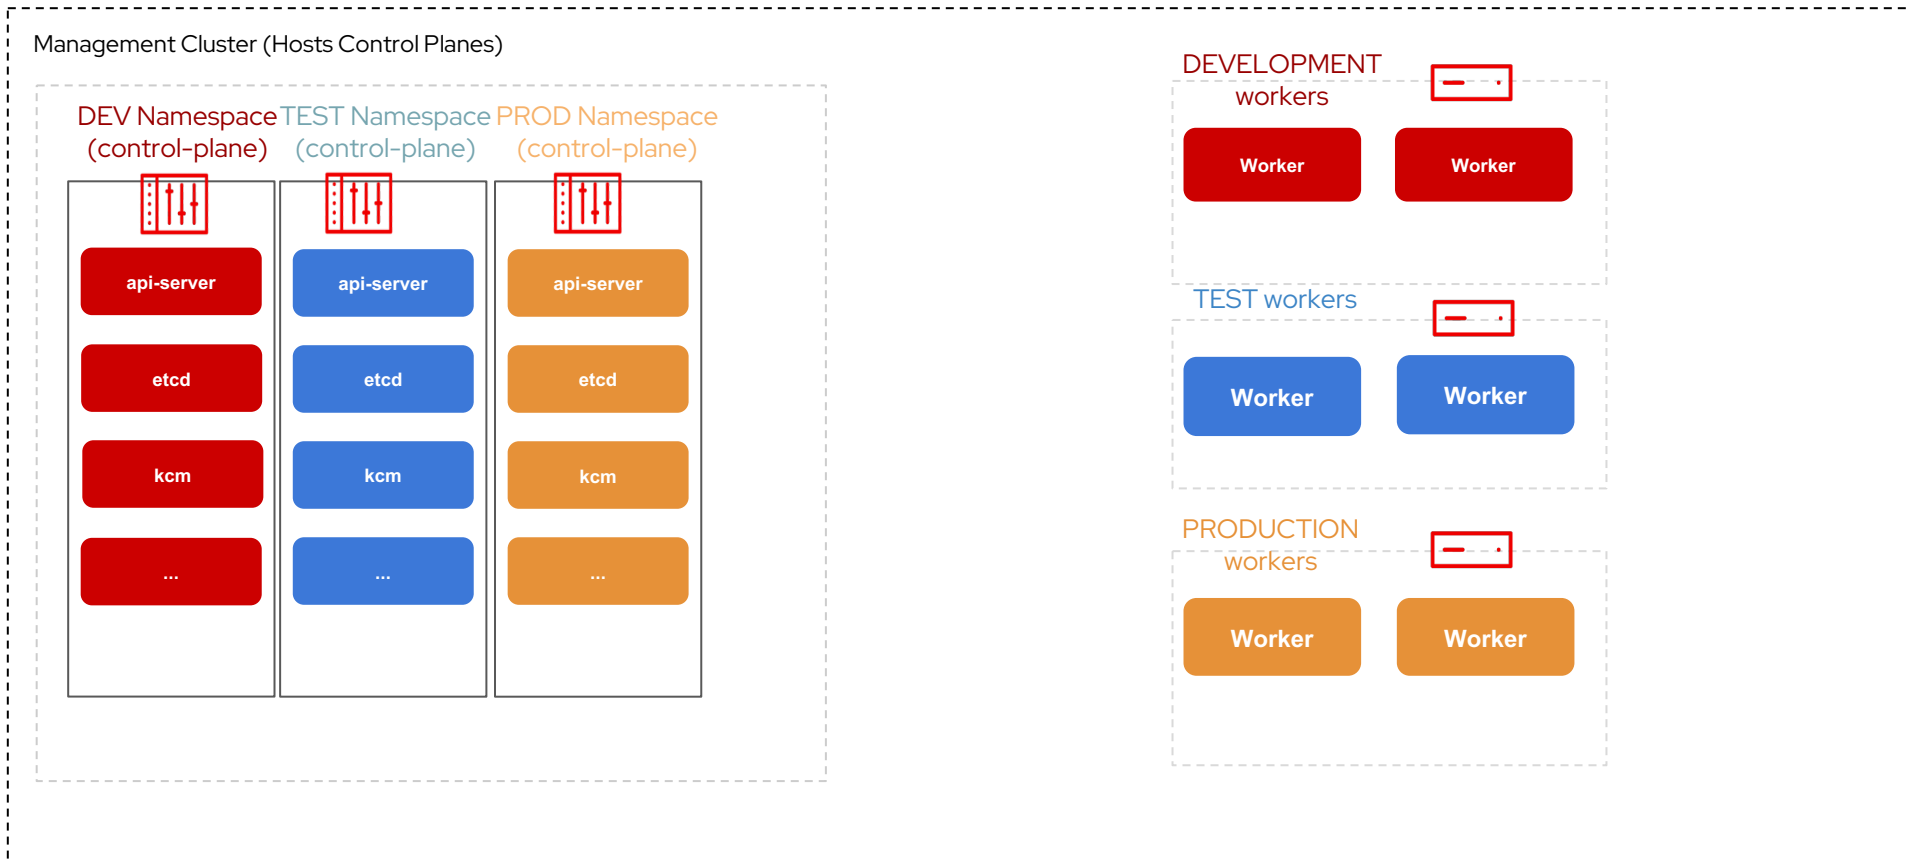 Management Cluster (Hosts Control Planes)
DEV Namespace
(control-plane)
TEST Namespace
(control-plane)
PROD Namespace
(control-plane)
api-server
etcd
kcm
...
api-server
etcd
kcm
...
api-server
etcd
kcm
...
DEVELOPMENT
workers
Worker
Worker
TEST workers
Worker
Worker
PRODUCTION
workers
Worker
Worker